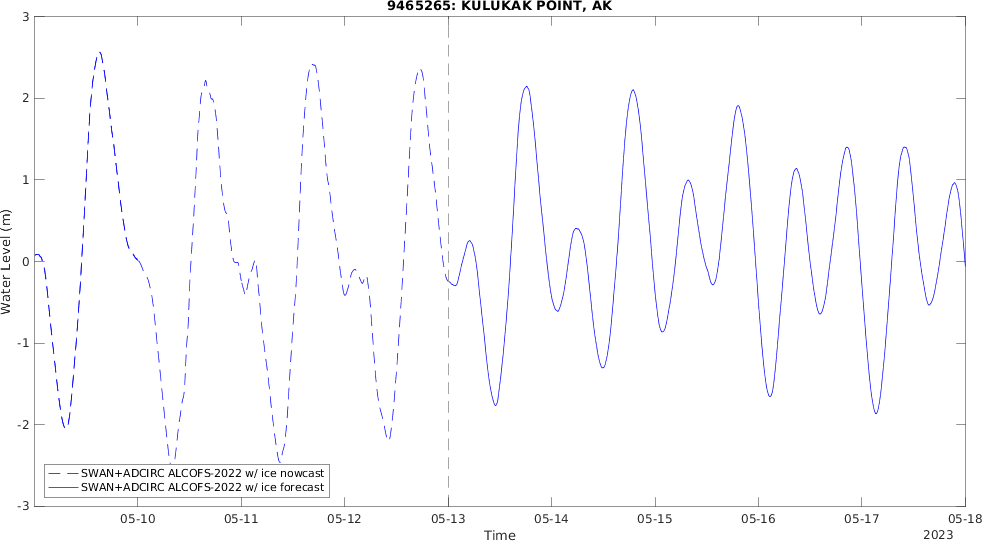 9465265: KULUKAK POINT, AK
3
2
1
0
-1
-2
-3
Water Level (m)
SWAN+ADCIRC ALCOFS-2022 w/ ice nowcast
SWAN+ADCIRC ALCOFS-2022 w/ ice forecast
05-10 05-11 05-12 05-13 05-14 05-15 05-16 05-17 05-18
Time
2023